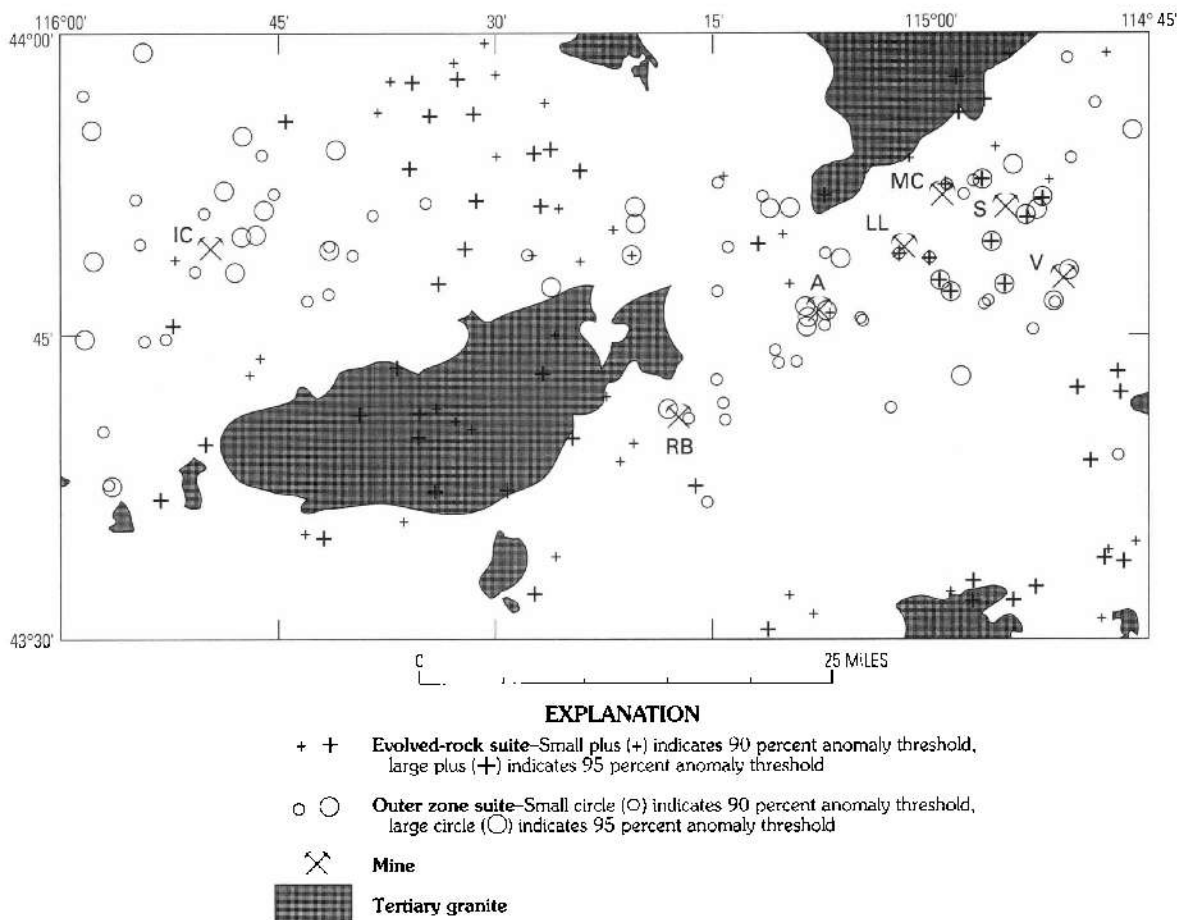 116°00' 45' 30' 15' 115°00' 114°45'
44°00'
MC
S
IC
LL
V
A
45'
RB
43°30'
0 25 MILES
EXPLANATION
+ + Evolved-rock suite–Small plus (+) indicates 90 percent anomaly threshold,
large plus (+) indicates 95 percent anomaly threshold
Outer zone suite–Small circle (○) indicates 90 percent anomaly threshold,
large circle (◯) indicates 95 percent anomaly threshold
Mine
Tertiary granite